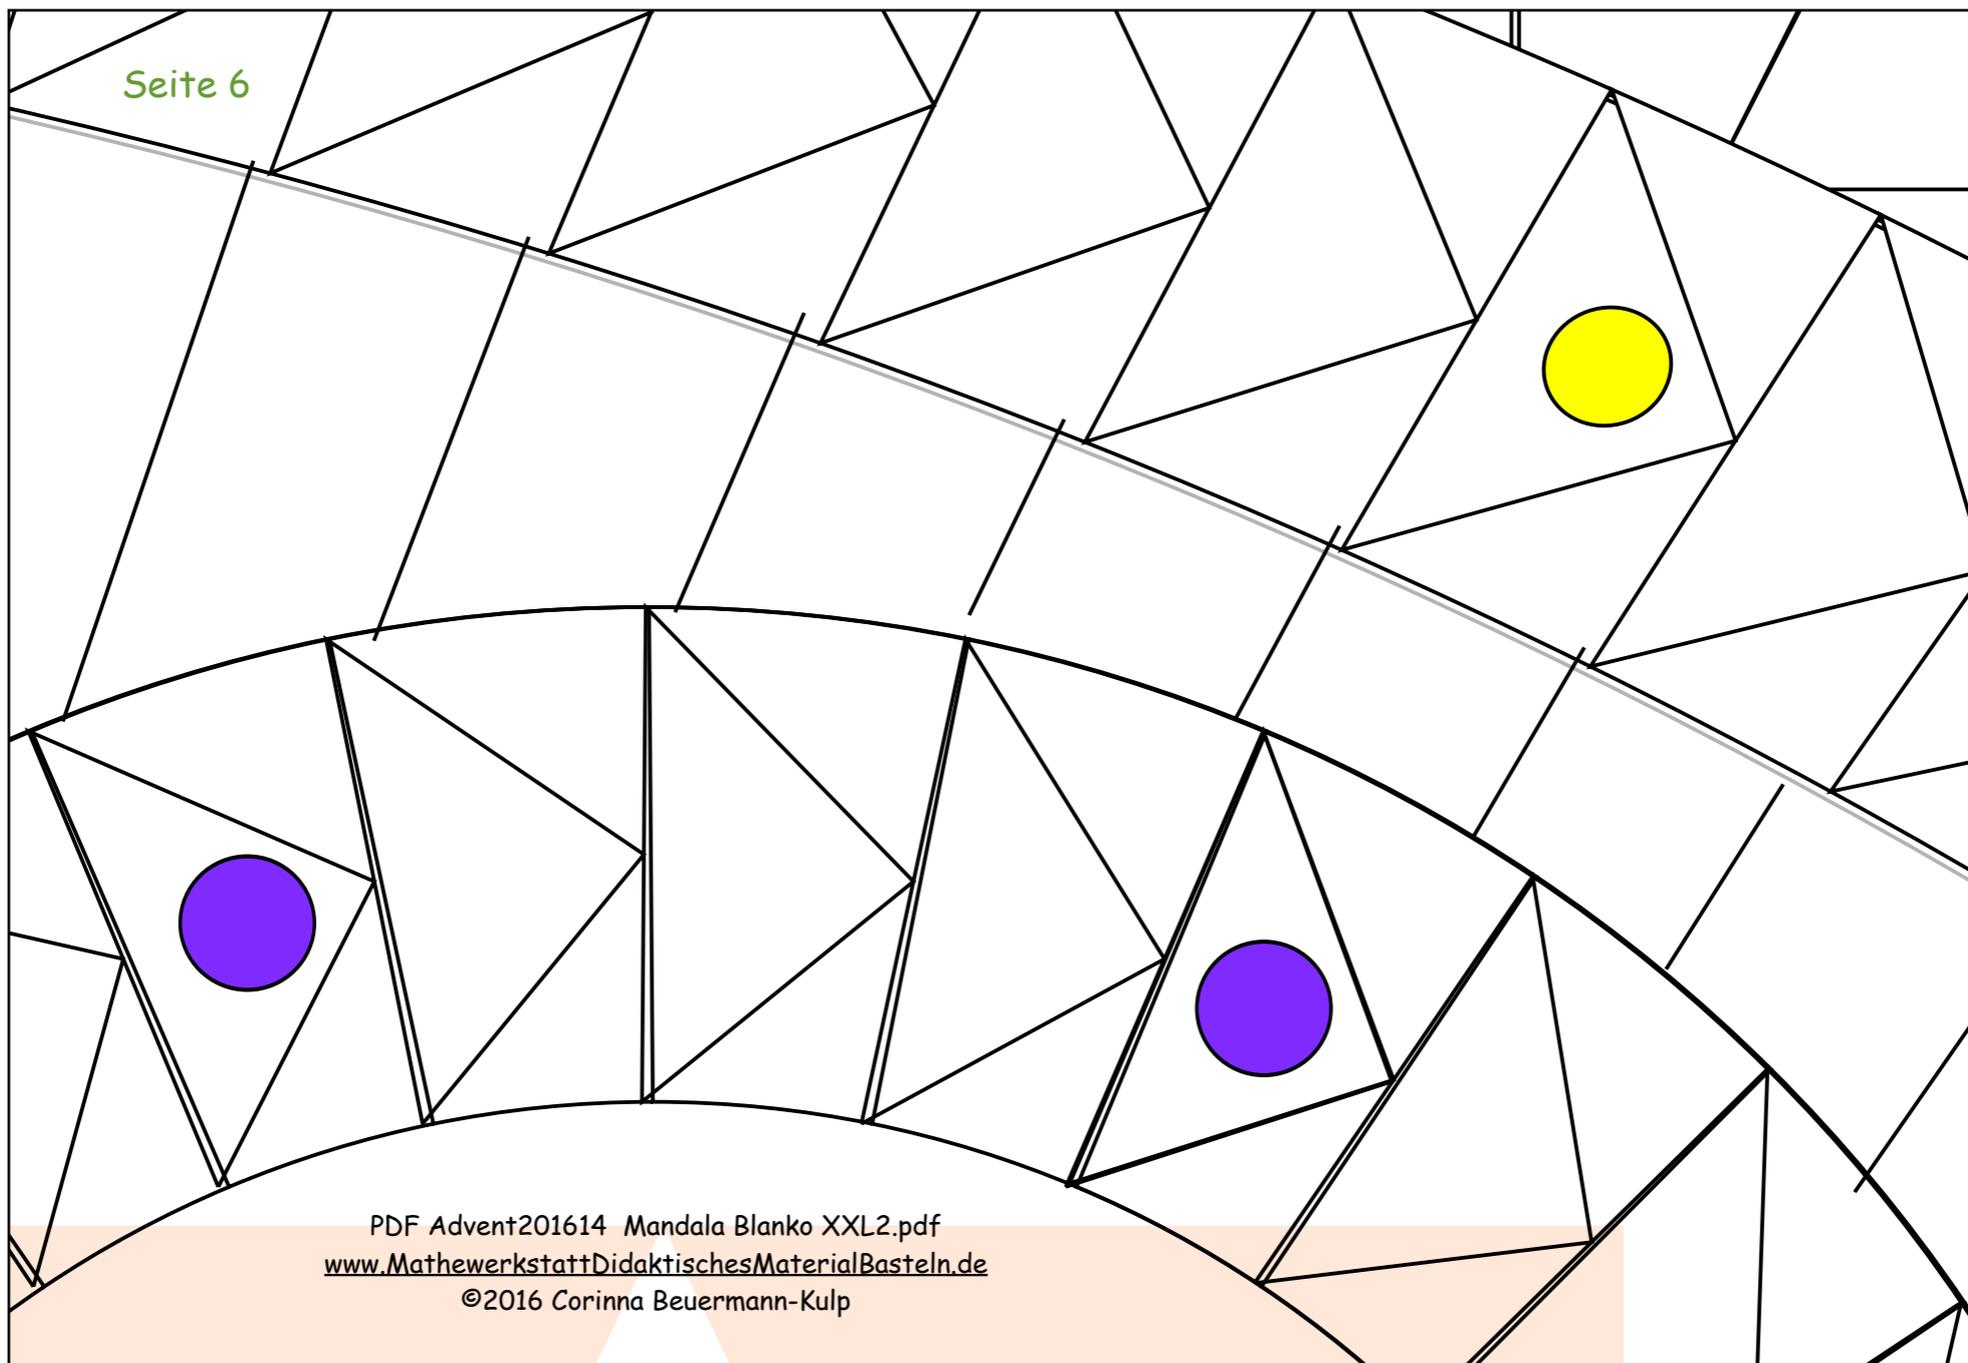 Seite 6
PDF Advent201614  Mandala Blanko XXL2.pdf
www.MathewerkstattDidaktischesMaterialBasteln.de
©2016 Corinna Beuermann-Kulp